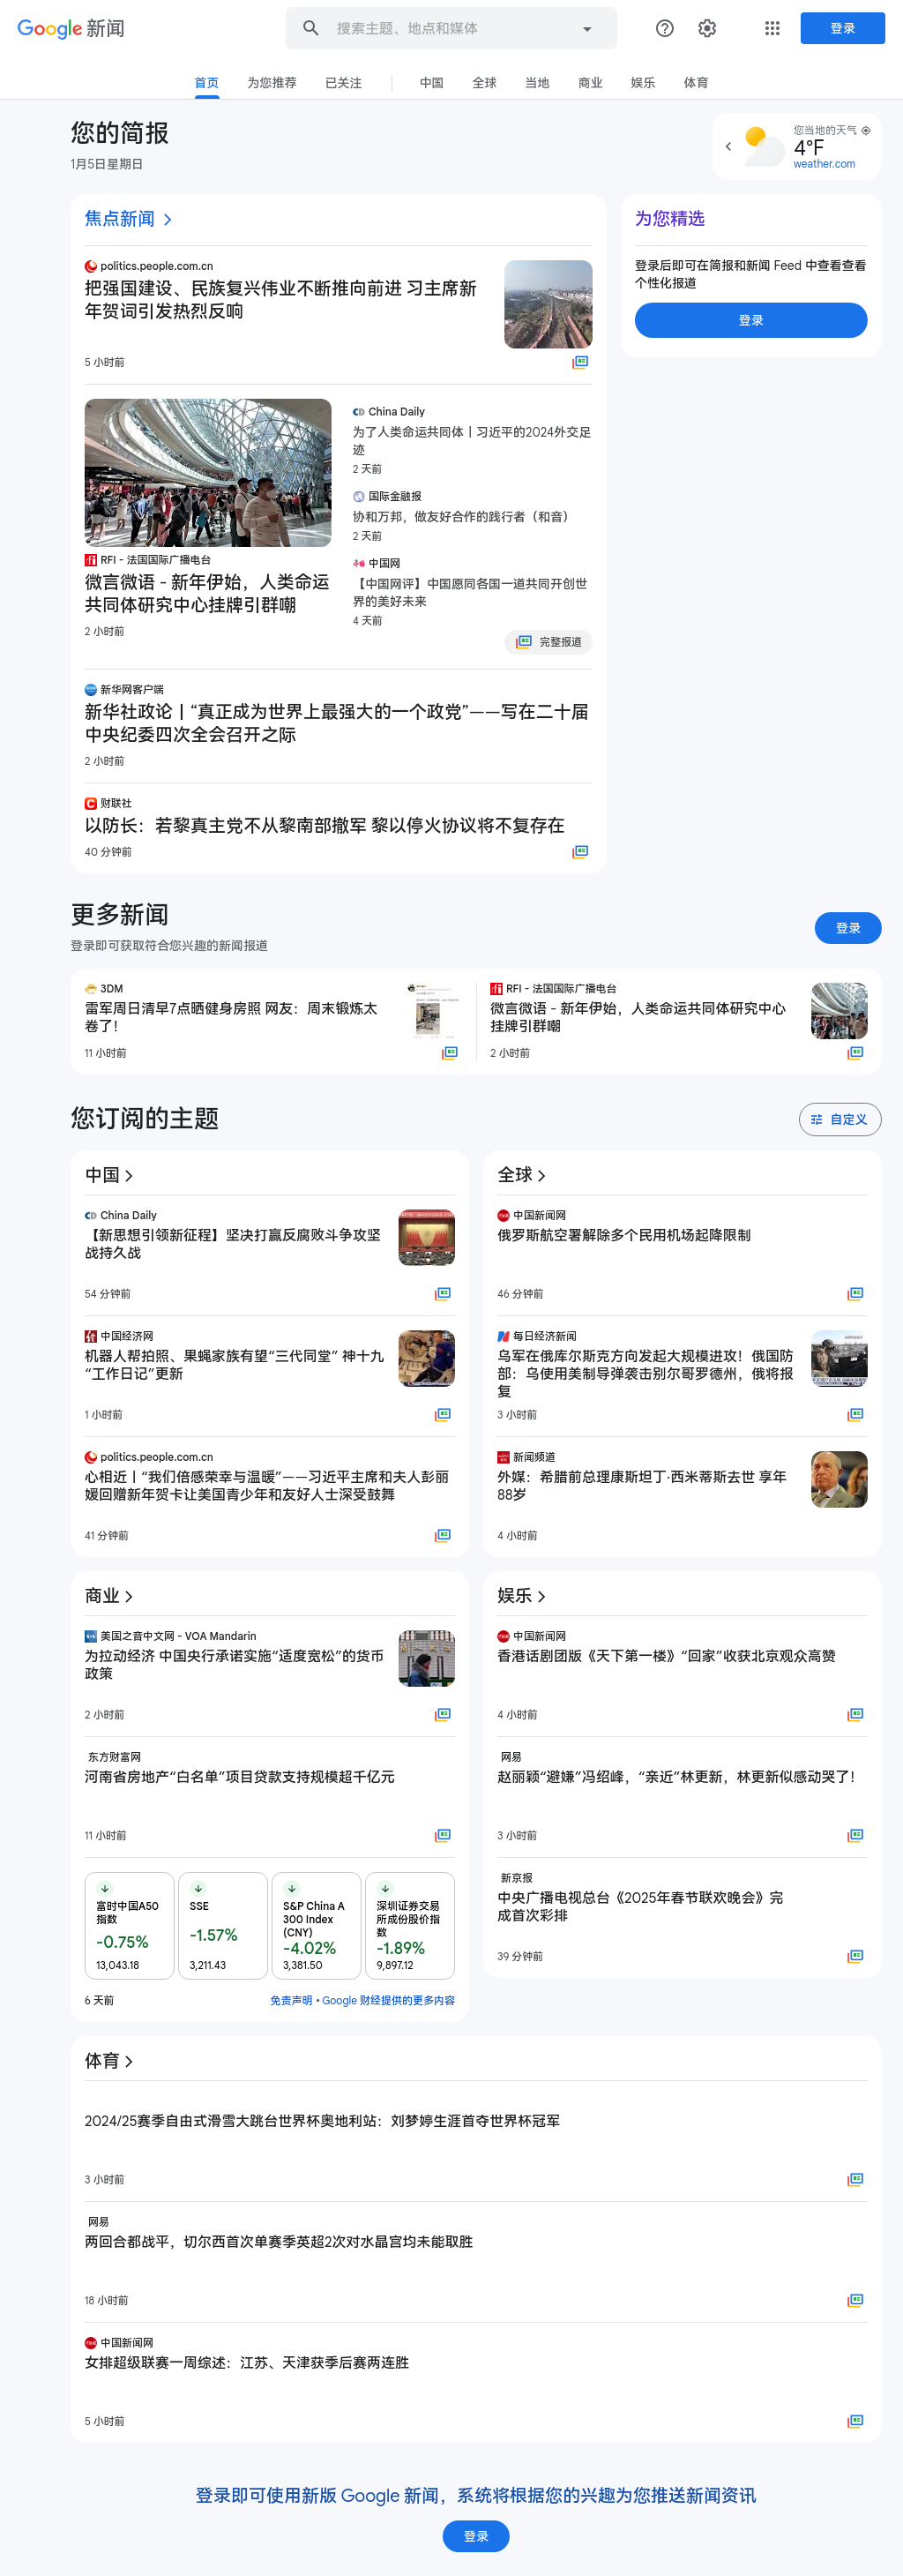 Google 新闻
搜索主题、地点和媒体
登录
首页
为您推荐
已关注
中国
全球
当地
商业
娱乐
体育
您的简报
1月5日星期日
您当地的天气
4°F
weather.com
焦点新闻
politics.people.com.cn
把强国建设、民族复兴伟业不断推向前进 习主席新
年贺词引发热烈反响
5 小时前
为您精选
登录后即可在简报和新闻 Feed 中查看查看
个性化报道
登录
RFI - 法国国际广播电台
微言微语 - 新年伊始，人类命运
共同体研究中心挂牌引群嘲
2 小时前
China Daily
为了人类命运共同体丨习近平的2024外交足
迹
2 天前
国际金融报
协和万邦，做友好合作的践行者（和音）
2 天前
中国网
【中国网评】中国愿同各国一道共同开创世
界的美好未来
4 天前
完整报道
新华网客户端
新华社政论丨“真正成为世界上最强大的一个政党”——写在二十届
中央纪委四次全会召开之际
2 小时前
财联社
以防长：若黎真主党不从黎南部撤军 黎以停火协议将不复存在
40 分钟前
更多新闻
登录即可获取符合您兴趣的新闻报道
登录
3DM
雷军周日清早7点晒健身房照 网友：周末锻炼太
卷了！
11 小时前
RFI - 法国国际广播电台
微言微语 - 新年伊始，人类命运共同体研究中心
挂牌引群嘲
2 小时前
您订阅的主题
自定义
中国
China Daily
【新思想引领新征程】坚决打赢反腐败斗争攻坚
战持久战
54 分钟前
中国经济网
机器人帮拍照、果蝇家族有望“三代同堂” 神十九
“工作日记”更新
1 小时前
politics.people.com.cn
心相近丨“我们倍感荣幸与温暖”——习近平主席和夫人彭丽
媛回赠新年贺卡让美国青少年和友好人士深受鼓舞
41 分钟前
全球
中国新闻网
俄罗斯航空署解除多个民用机场起降限制
46 分钟前
每日经济新闻
乌军在俄库尔斯克方向发起大规模进攻！俄国防
部：乌使用美制导弹袭击别尔哥罗德州，俄将报
复
3 小时前
新闻频道
外媒：希腊前总理康斯坦丁·西米蒂斯去世 享年
88岁
4 小时前
商业
美国之音中文网 - VOA Mandarin
为拉动经济 中国央行承诺实施“适度宽松”的货币
政策
2 小时前
东方财富网
河南省房地产“白名单”项目贷款支持规模超千亿元
11 小时前
富时中国A50
指数
-0.75%
13,043.18
SSE
-1.57%
3,211.43
S&P China A
300 Index
(CNY)
-4.02%
3,381.50
深圳证券交易
所成份股价指
数
-1.89%
9,897.12
6 天前
免责声明 • Google 财经提供的更多内容
娱乐
中国新闻网
香港话剧团版《天下第一楼》“回家”收获北京观众高赞
4 小时前
网易
赵丽颖“避嫌”冯绍峰，“亲近”林更新，林更新似感动哭了！
3 小时前
新京报
中央广播电视总台《2025年春节联欢晚会》完
成首次彩排
39 分钟前
体育
2024/25赛季自由式滑雪大跳台世界杯奥地利站：刘梦婷生涯首夺世界杯冠军
3 小时前
网易
两回合都战平，切尔西首次单赛季英超2次对水晶宫均未能取胜
18 小时前
中国新闻网
女排超级联赛一周综述：江苏、天津获季后赛两连胜
5 小时前
登录即可使用新版 Google 新闻，系统将根据您的兴趣为您推送新闻资讯
登录